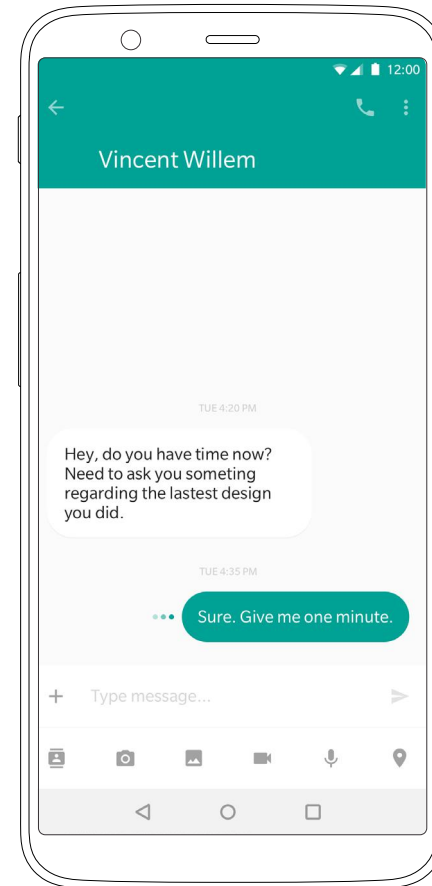 12:00
Vincent Willem
TUE 4:20 PM
Hey, do you have time now?
Need to ask you someting
regarding the lastest design
you did.
TUE 4:35 PM
Sure. Give me one minute.
Type message...